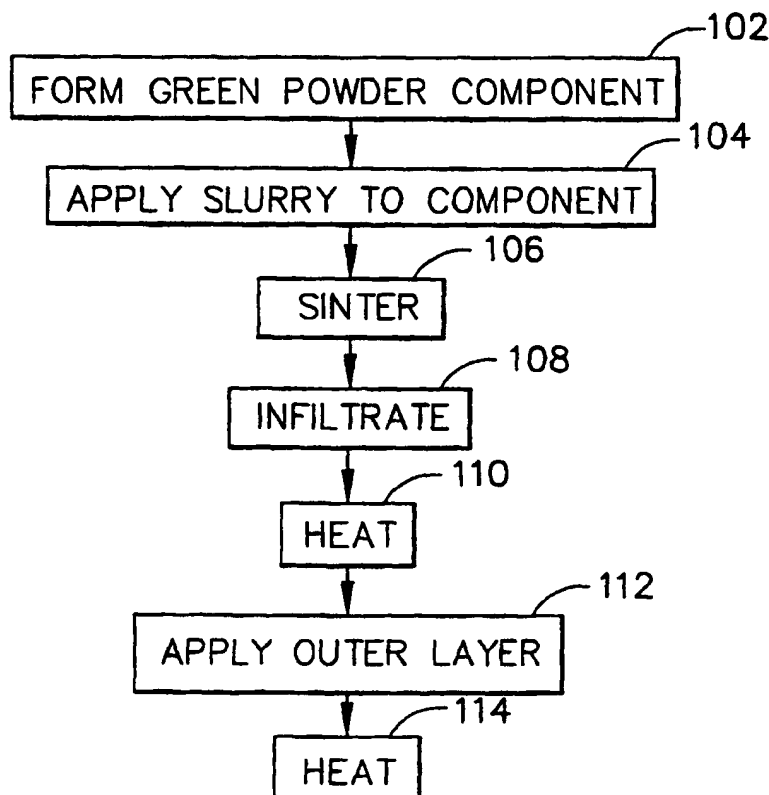 102
FORM GREEN POWDER COMPONENT
104
APPLY SLURRY TO COMPONENT
106
SINTER
108
INFILTRATE
110
HEAT
112
APPLY OUTER LAYER
114
HEAT